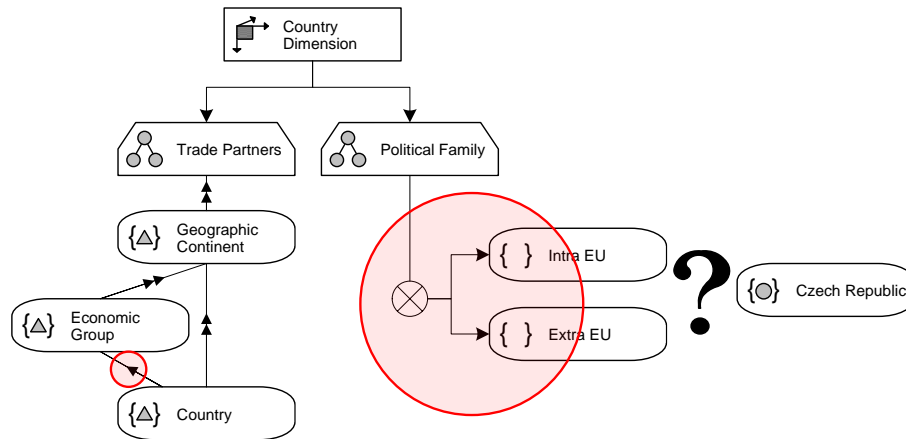 Country
Dimension
Trade Partners
Political Family
Geographic
Continent
{ } Intra EU
?
Czech Republic
Economic
Group
{ } Extra EU
Country